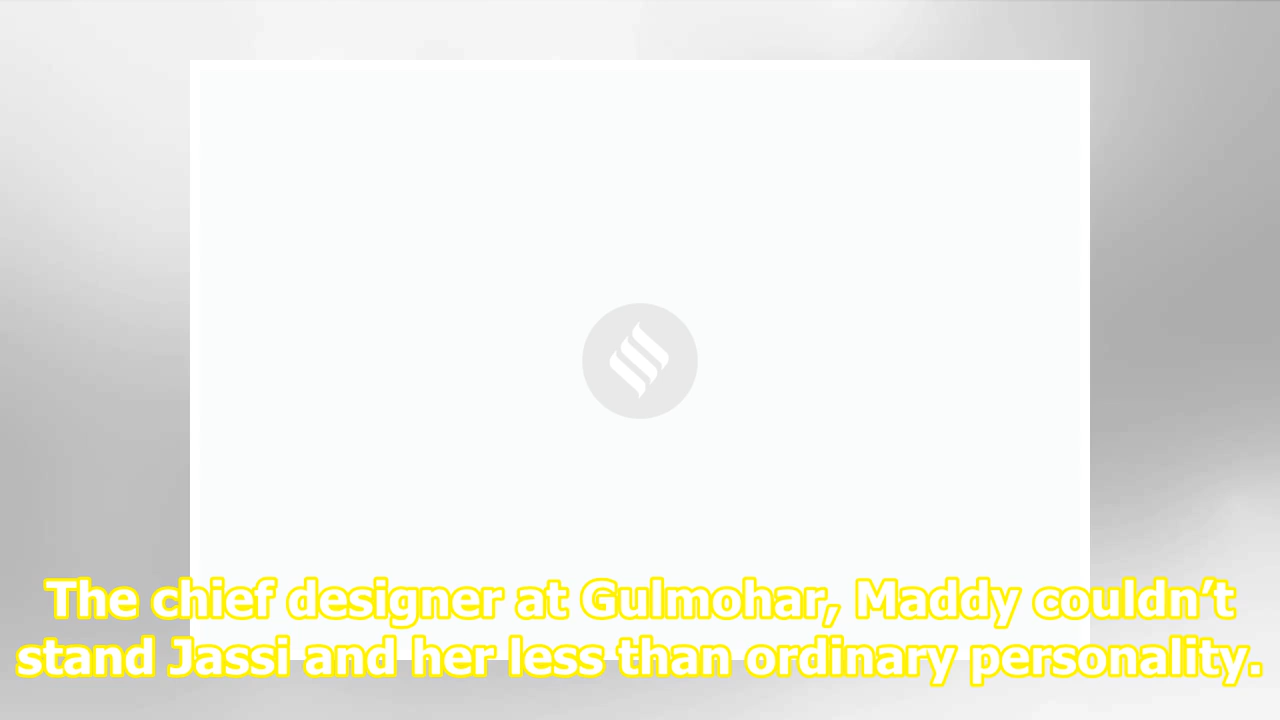 The chief designer at Gulmohar, Maddy couldn’t
stand Jassi and her less than ordinary personality.